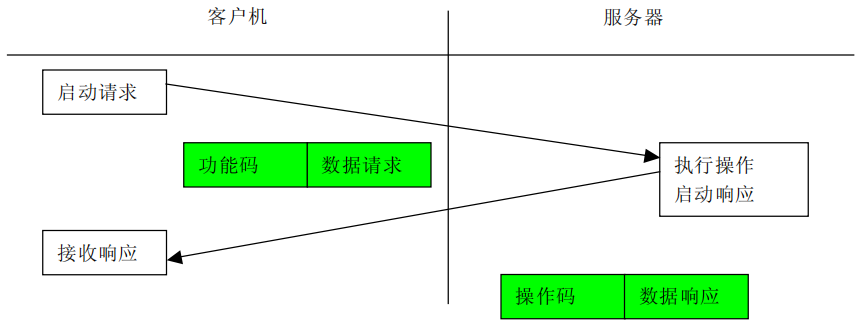 客户机
服务器
启动请求
功能码
数据请求
执行操作
启动响应
接收响应
操作码
数据响应